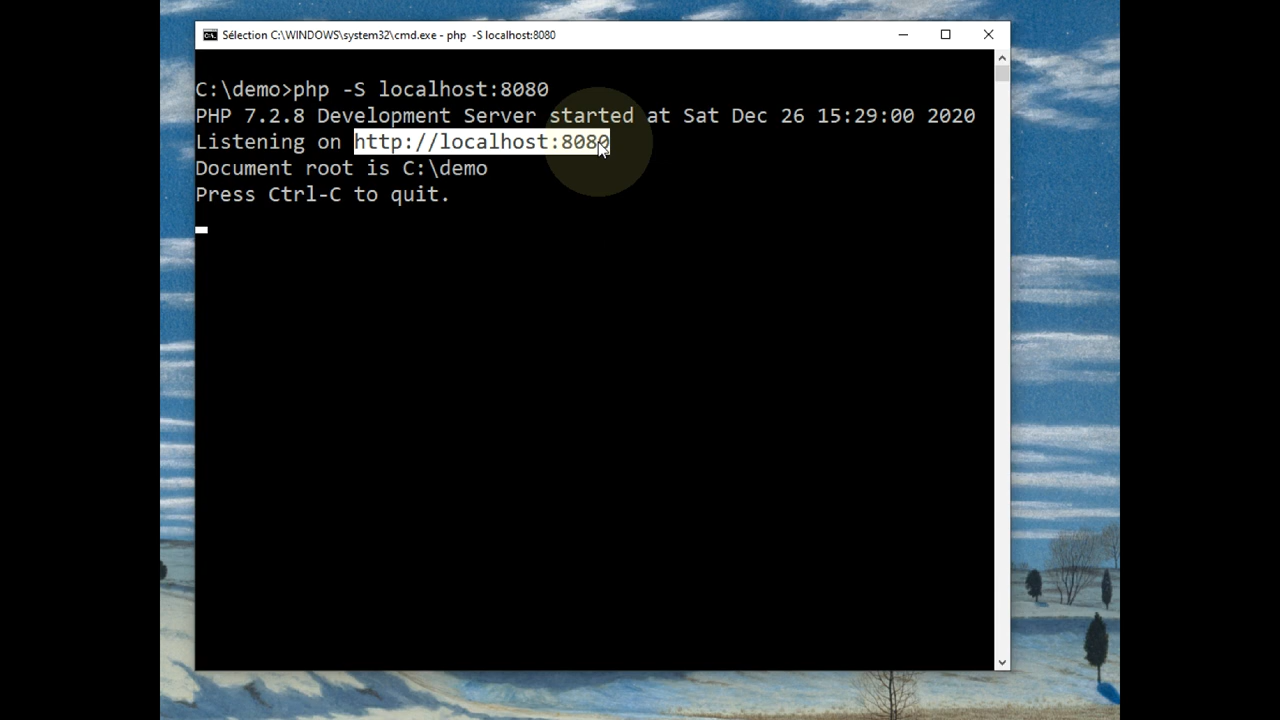 Sélection C:\WINDOWS\system32\cmd.exe - php  -S localhost:8080
C:\demo>php -S localhost:8080
PHP 7.2.8 Development Server started at Sat Dec 26 15:29:00 2020
Listening on http://localhost:8080
Document root is C:\demo
Press Ctrl-C to quit.